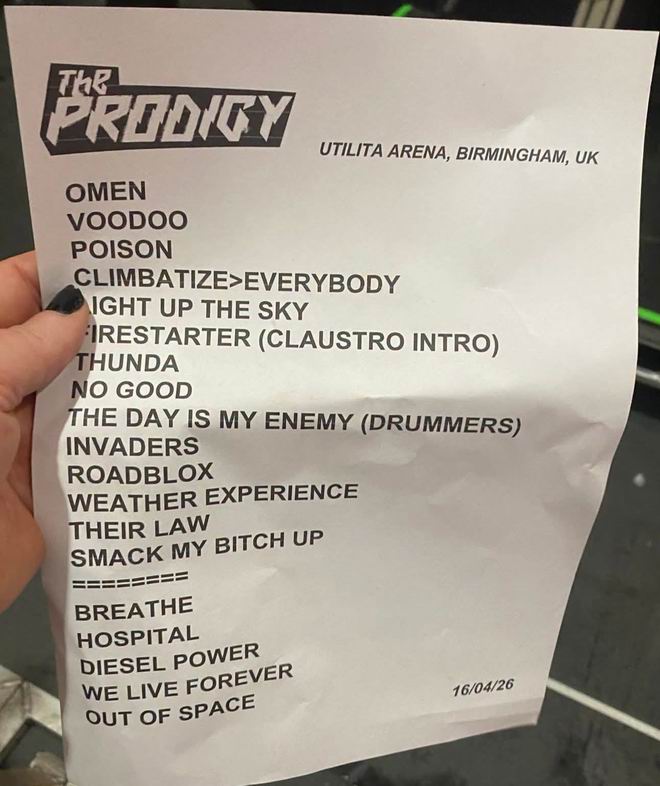 The
PRODIGY
UTILITA ARENA, BIRMINGHAM, UK
OMEN
VOODOO
POISON
CLIMBATIZE>EVERYBODY
LIGHT UP THE SKY
FIRESTARTER (CLAUSTRO INTRO)
THUNDA
NO GOOD
THE DAY IS MY ENEMY (DRUMMERS)
INVADERS
ROADBLOX
WEATHER EXPERIENCE
THEIR LAW
SMACK MY BITCH UP
========
BREATHE
HOSPITAL
DIESEL POWER
WE LIVE FOREVER
OUT OF SPACE
16/04/26